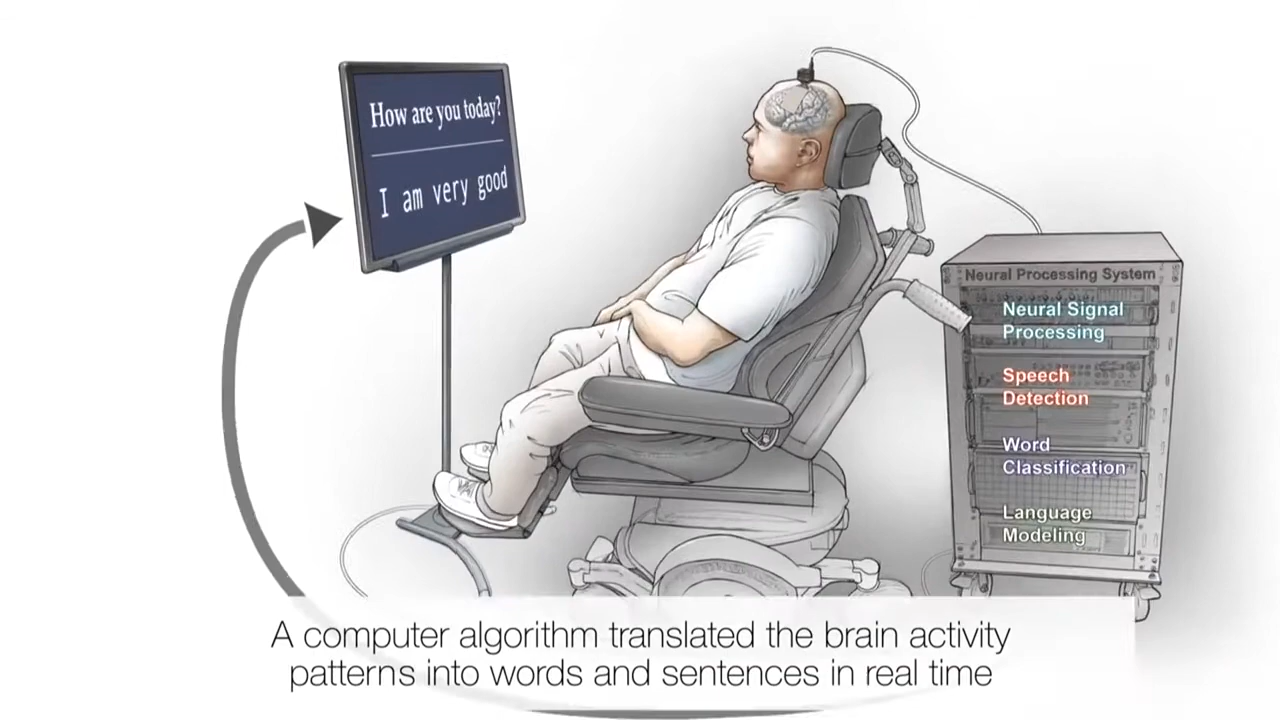 How are you today?
I am very good
Neural Processing System
Neural Signal
Processing
Speech
Detection
Word
Classification
Language
Modeling
A computer algorithm translated the brain activity
patterns into words and sentences in real time